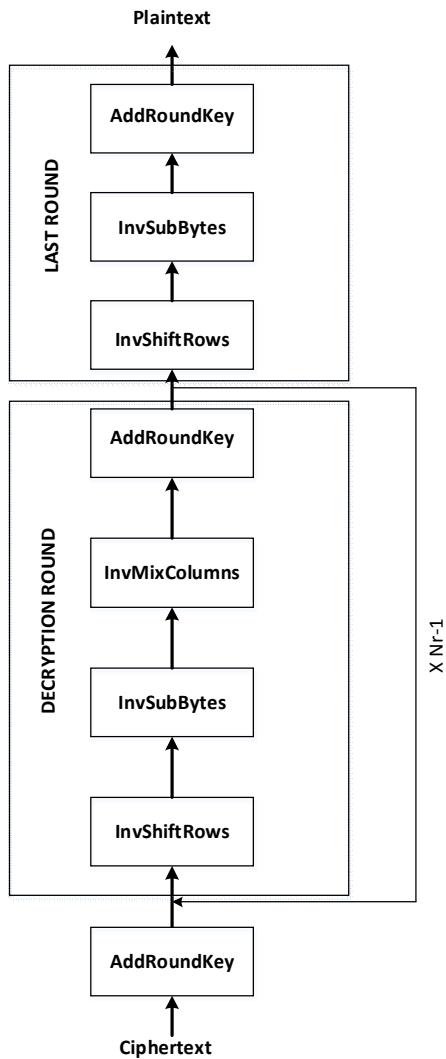 Plaintext
AddRoundKey
InvSubBytes
InvShiftRows
LAST ROUND
AddRoundKey
InvMixColumns
InvSubBytes
InvShiftRows
DECRYPTION ROUND
X Nr-1
AddRoundKey
Ciphertext